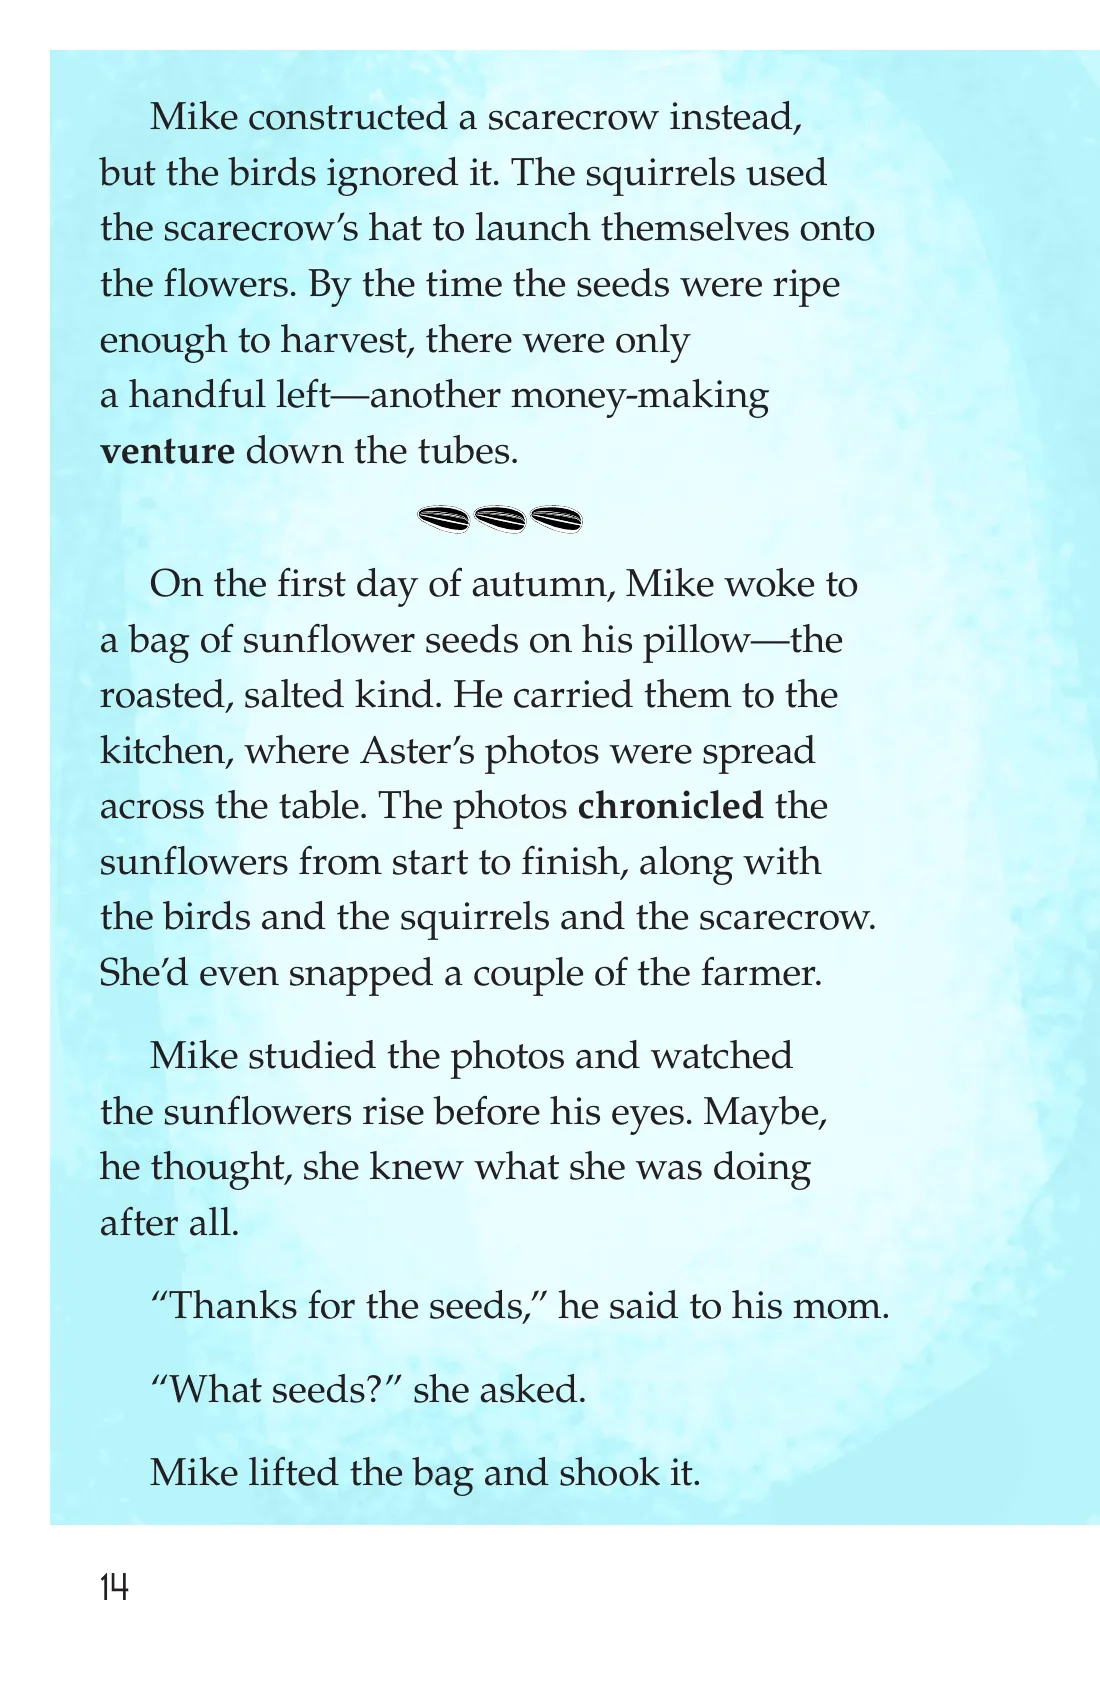 Mike constructed a scarecrow instead,
but the birds ignored it. The squirrels used
the scarecrow’s hat to launch themselves onto
the flowers. By the time the seeds were ripe
enough to harvest, there were only
a handful left—another money-making
venture down the tubes.
On the first day of autumn, Mike woke to
a bag of sunflower seeds on his pillow—the
roasted, salted kind. He carried them to the
kitchen, where Aster’s photos were spread
across the table. The photos chronicled the
sunflowers from start to finish, along with
the birds and the squirrels and the scarecrow.
She’d even snapped a couple of the farmer.
Mike studied the photos and watched
the sunflowers rise before his eyes. Maybe,
he thought, she knew what she was doing
after all.
“Thanks for the seeds,” he said to his mom.
“What seeds?” she asked.
Mike lifted the bag and shook it.
14